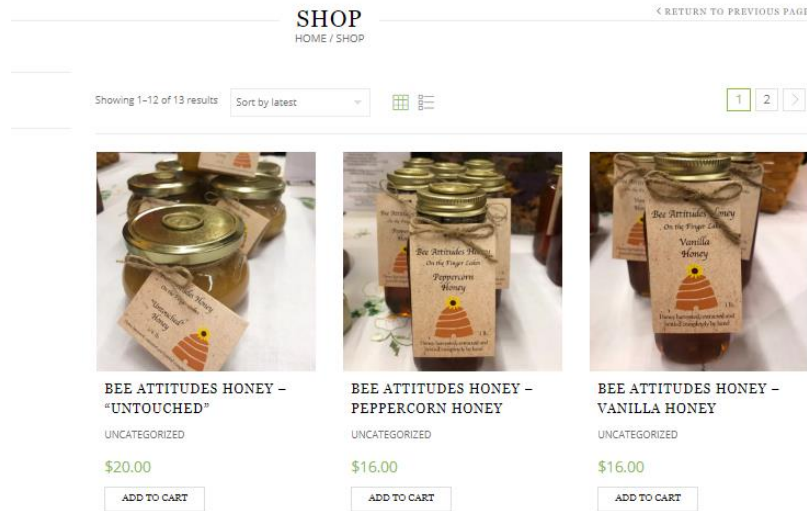 SHOP
< RETURN TO PREVIOUS PAGE
HOME / SHOP
Showing 1–12 of 13 results
Sort by latest
1 2 >
Bee Attitudes Honey
On the Finger Lakes
"Untouched"
Honey
Bee Attitudes Honey
On the Finger Lakes
Peppercorn
Honey
1 lb.
Bee Attitudes Honey
On the Finger Lakes
Vanilla
Honey
1 lb.
BEE ATTITUDES HONEY –
“UNTOUCHED”
UNCATEGORIZED
$20.00
ADD TO CART
BEE ATTITUDES HONEY –
PEPPERCORN HONEY
UNCATEGORIZED
$16.00
ADD TO CART
BEE ATTITUDES HONEY –
VANILLA HONEY
UNCATEGORIZED
$16.00
ADD TO CART